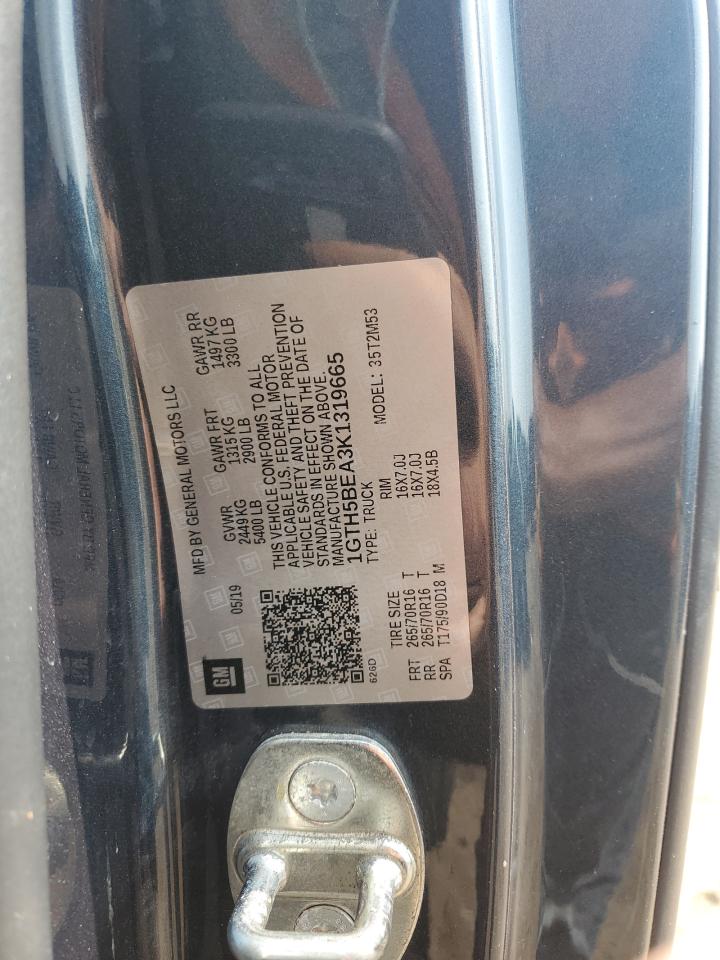 GM
MFD BY GENERAL MOTORS LLC
05/19
GVWR GAWR FRT GAWR RR
2449 KG 1315 KG 1497 KG
5400 LB 2900 LB 3300 LB
THIS VEHICLE CONFORMS TO ALL
APPLICABLE U.S. FEDERAL MOTOR
VEHICLE SAFETY AND THEFT PREVENTION
STANDARDS IN EFFECT ON THE DATE OF
MANUFACTURE SHOWN ABOVE.
1GTH5BEA3K1319665
626D
TYPE: TRUCK MODEL: 35T2M53
TIRE SIZE RIM
FRT 265/70R16 T 16X7.0J
RR 265/70R16 T 16X7.0J
SPA T175/90D18 M 18X4.5B